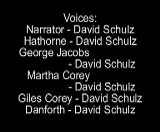 Voices:
Narrator - David Schulz
Hathorne - David Schulz
George Jacobs
- David Schulz
Martha Corey
- David Schulz
Giles Corey - David Schulz
Danforth - David Schulz